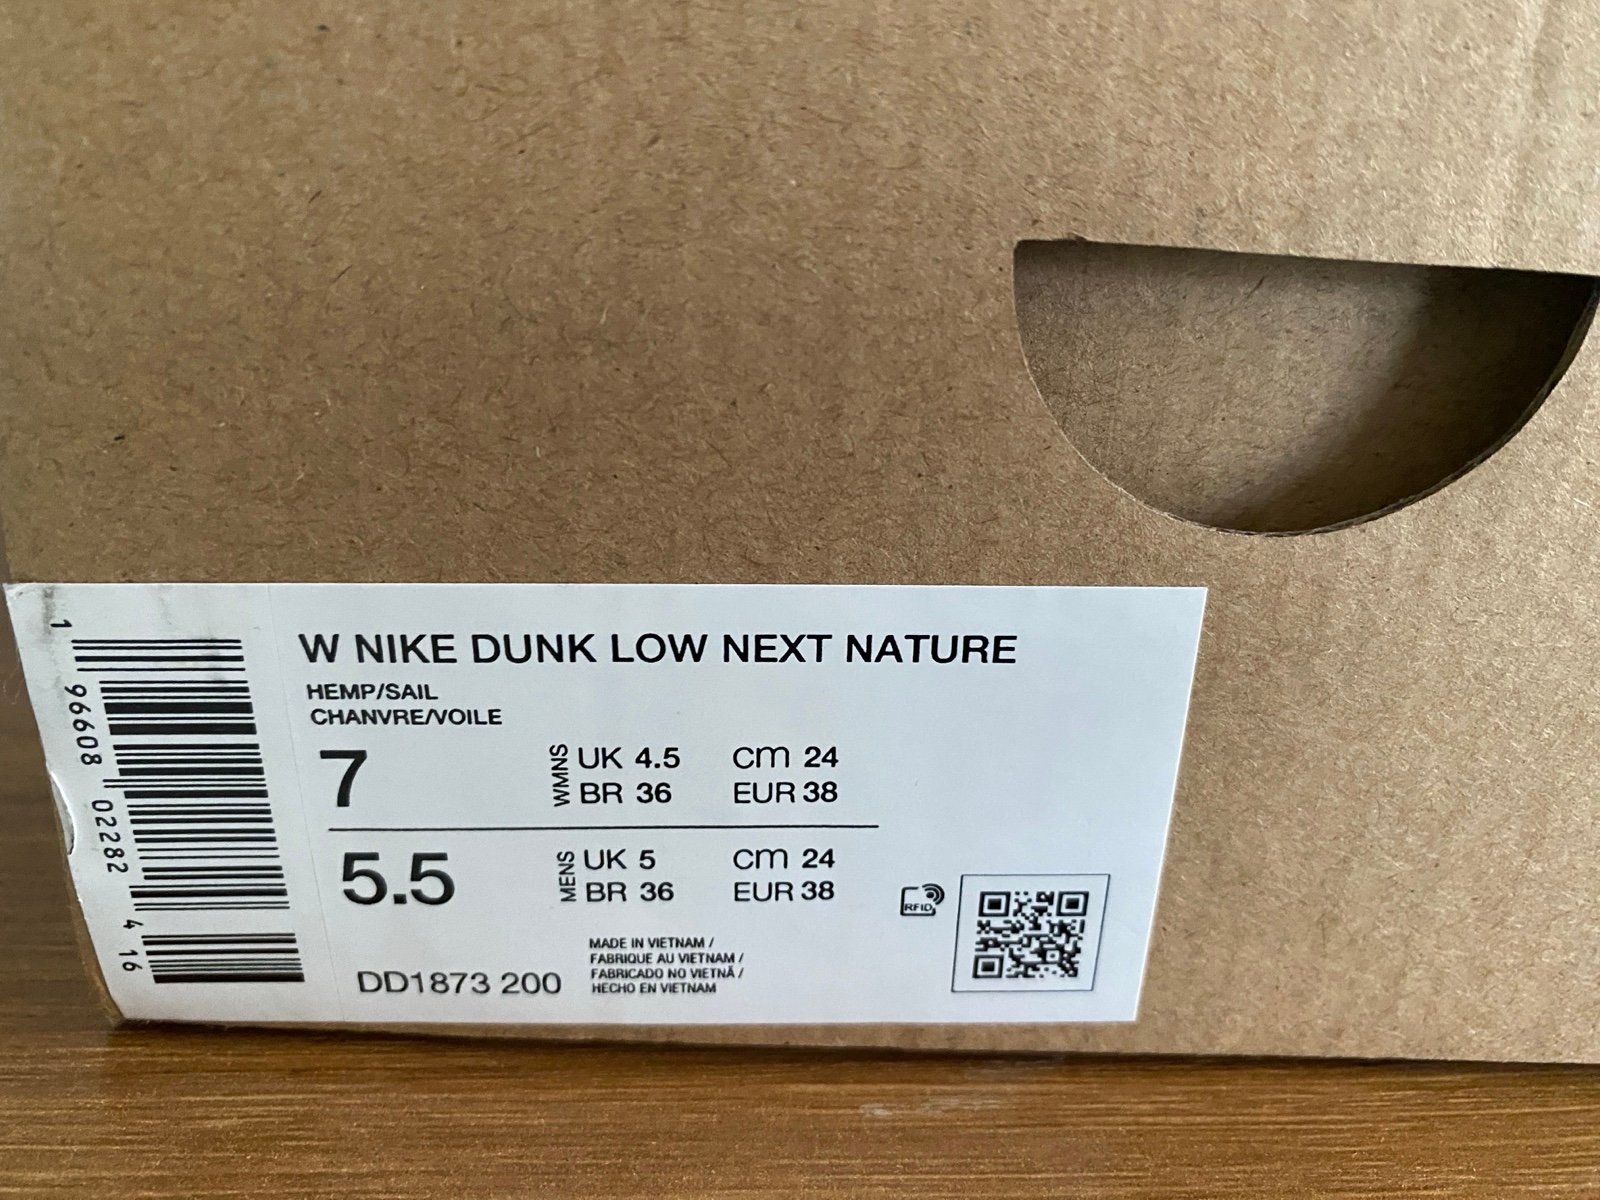 W NIKE DUNK LOW NEXT NATURE
HEMP/SAIL
CHANVRE/VOILE
7 WMNS UK 4.5 cm 24
BR 36 EUR 38
5.5 MENS UK 5 cm 24
BR 36 EUR 38
RFID
DD1873 200
MADE IN VIETNAM /
FABRIQUE AU VIETNAM /
FABRICADO NO VIETNÃ /
HECHO EN VIETNAM
1 96608 02282 4 16